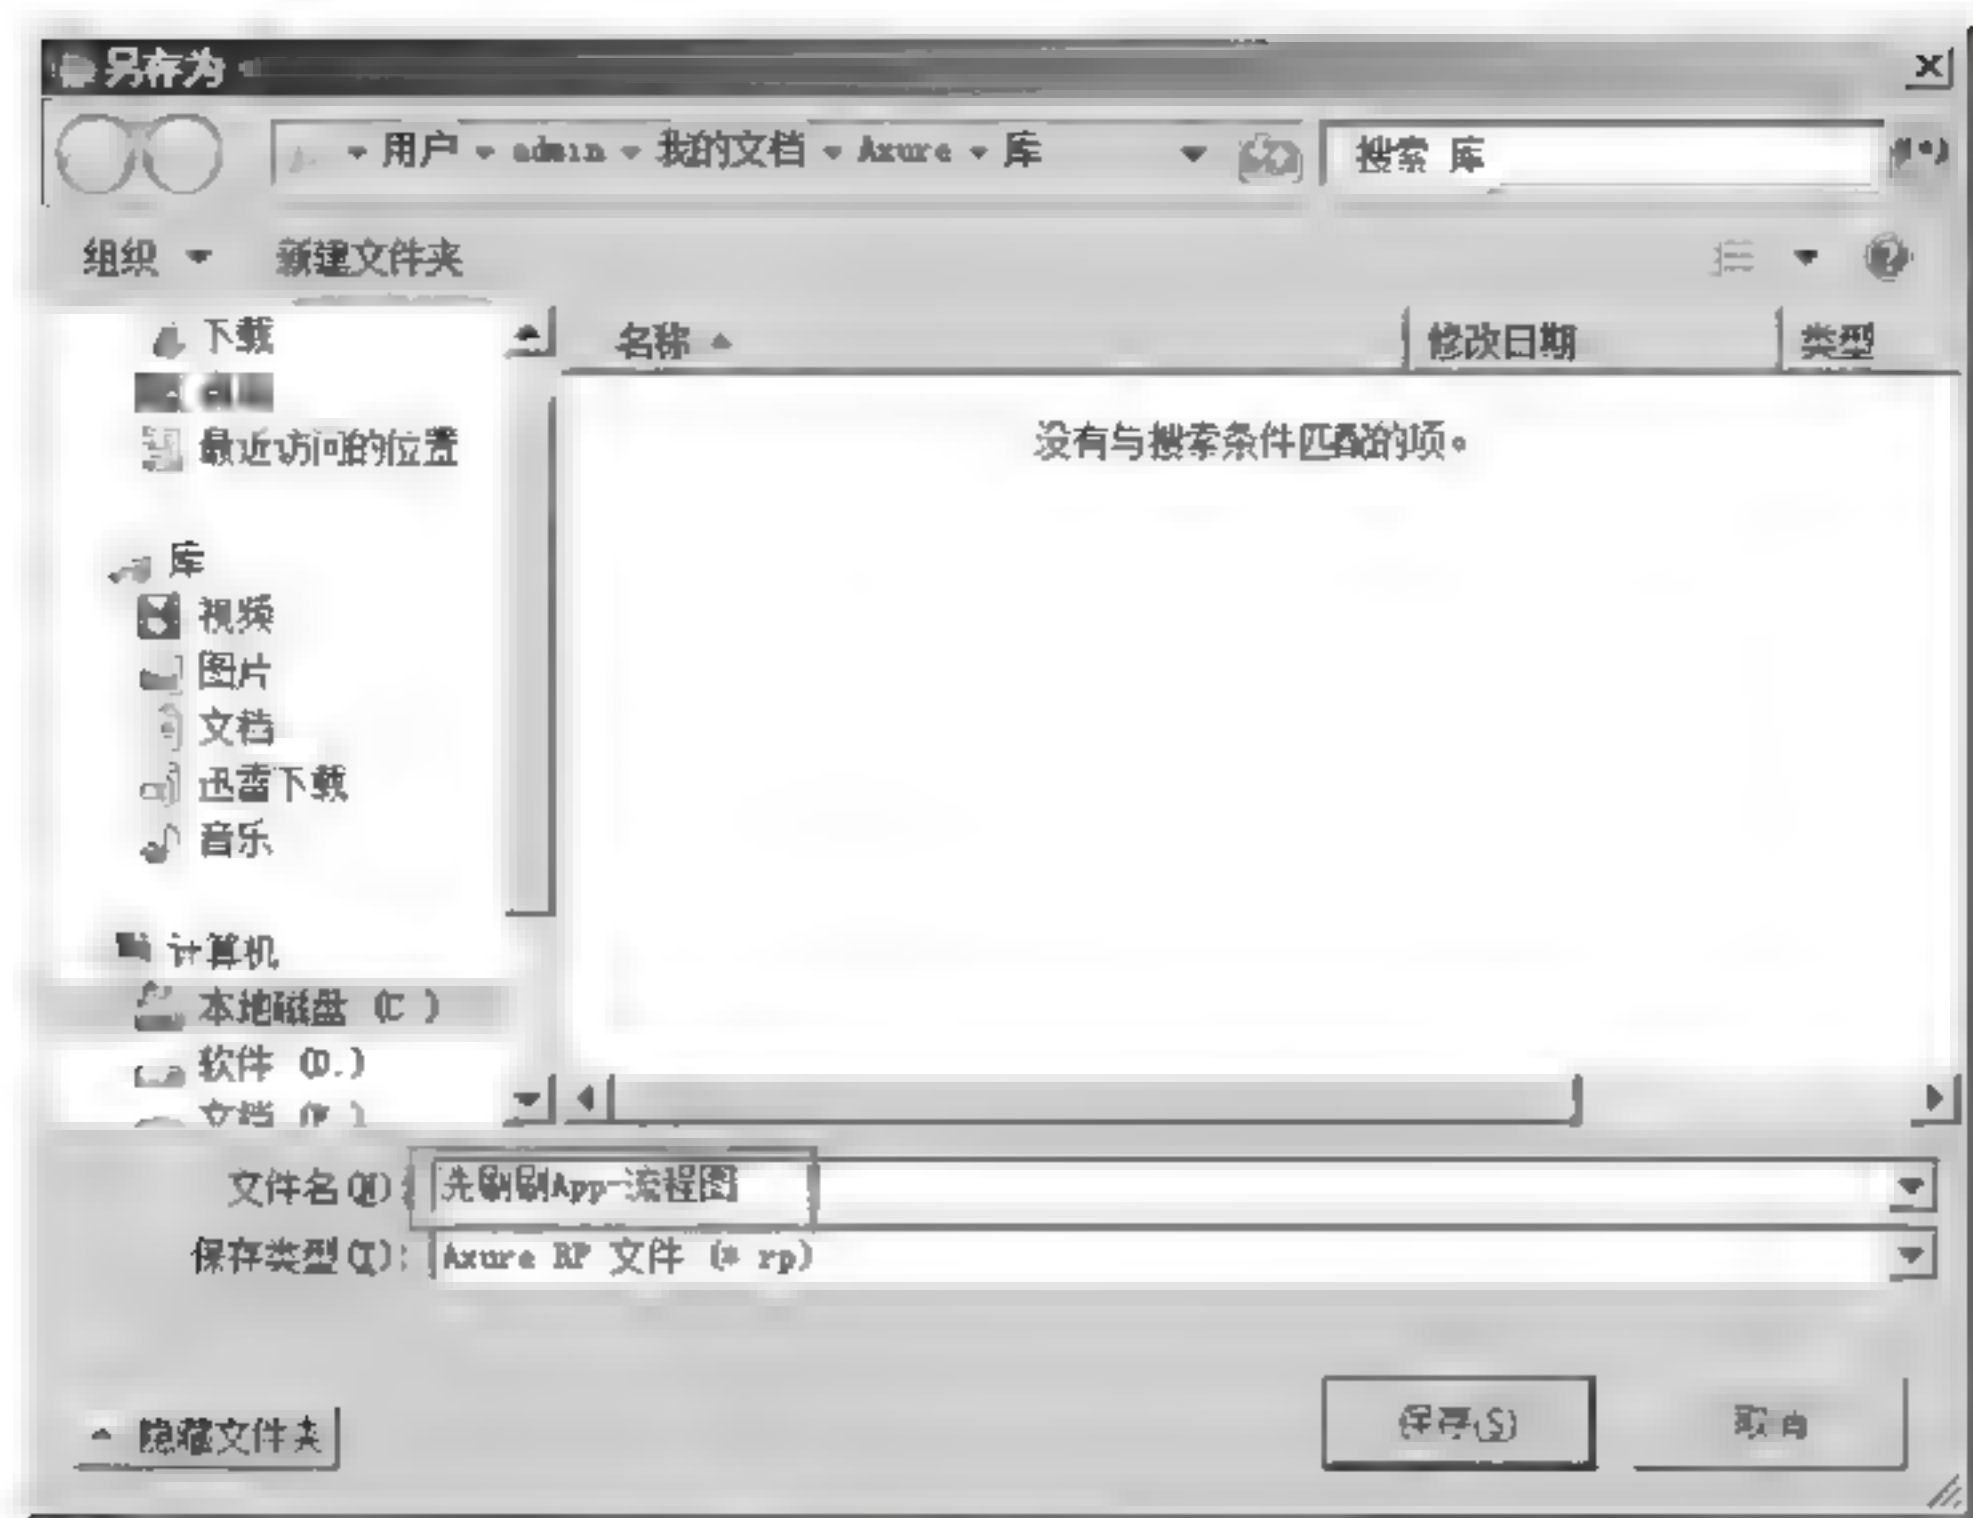 另存为
用户 admin 我的文档 Axure 库 搜索 库
组织 新建文件夹
名称 修改日期 类型
下载
最近访问的位置
没有与搜索条件匹配的项。
库
视频
图片
文档
迅雷下载
音乐
计算机
本地磁盘 (C )
软件 (D.)
文档
文件名(N): 先刷刷App-流程图
保存类型(T): Axure RP 文件 (* rp)
隐藏文件夹 保存(S) 取消